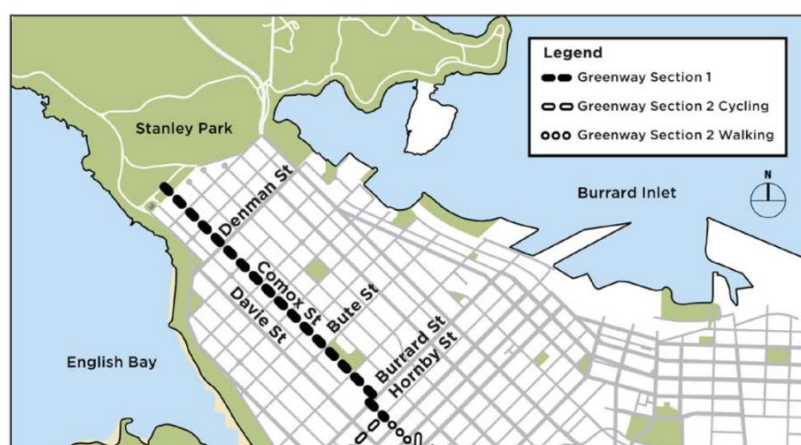 Legend
Greenway Section 1
Greenway Section 2 Cycling
Greenway Section 2 Walking
Stanley Park
Burrard Inlet
N
Denman St
Comox St
Davie St
Bute St
Burrard St
Hornby St
English Bay